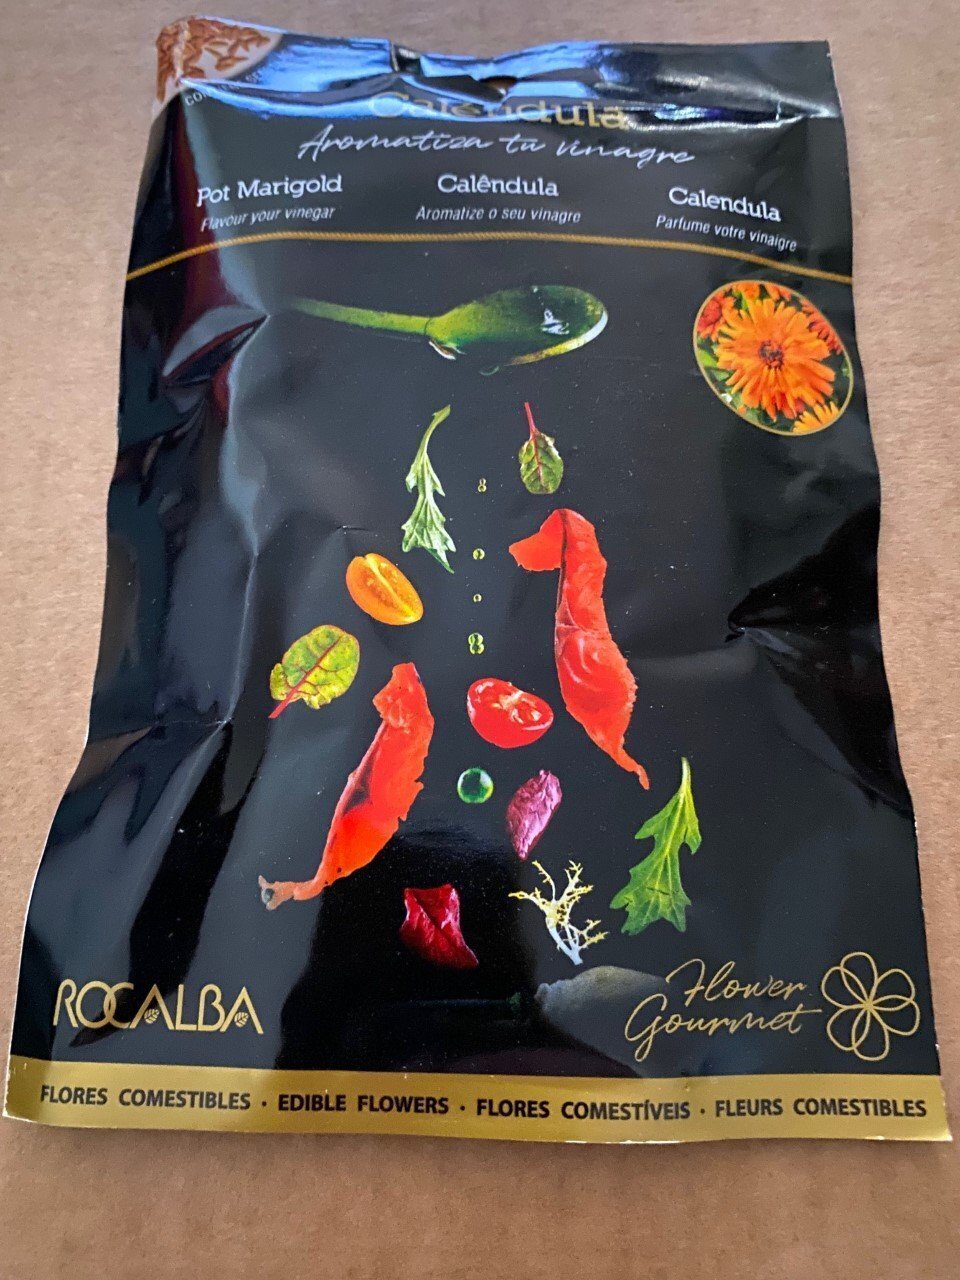 Caléndula
Aromatiza tu vinagre
Pot Marigold
Flavour your vinegar
Calêndula
Aromatize o seu vinagre
Calendula
Parfume votre vinaigre
ROCALBA
Flower
Gourmet
FLORES COMESTIBLES · EDIBLE FLOWERS · FLORES COMESTÍVEIS · FLEURS COMESTIBLES